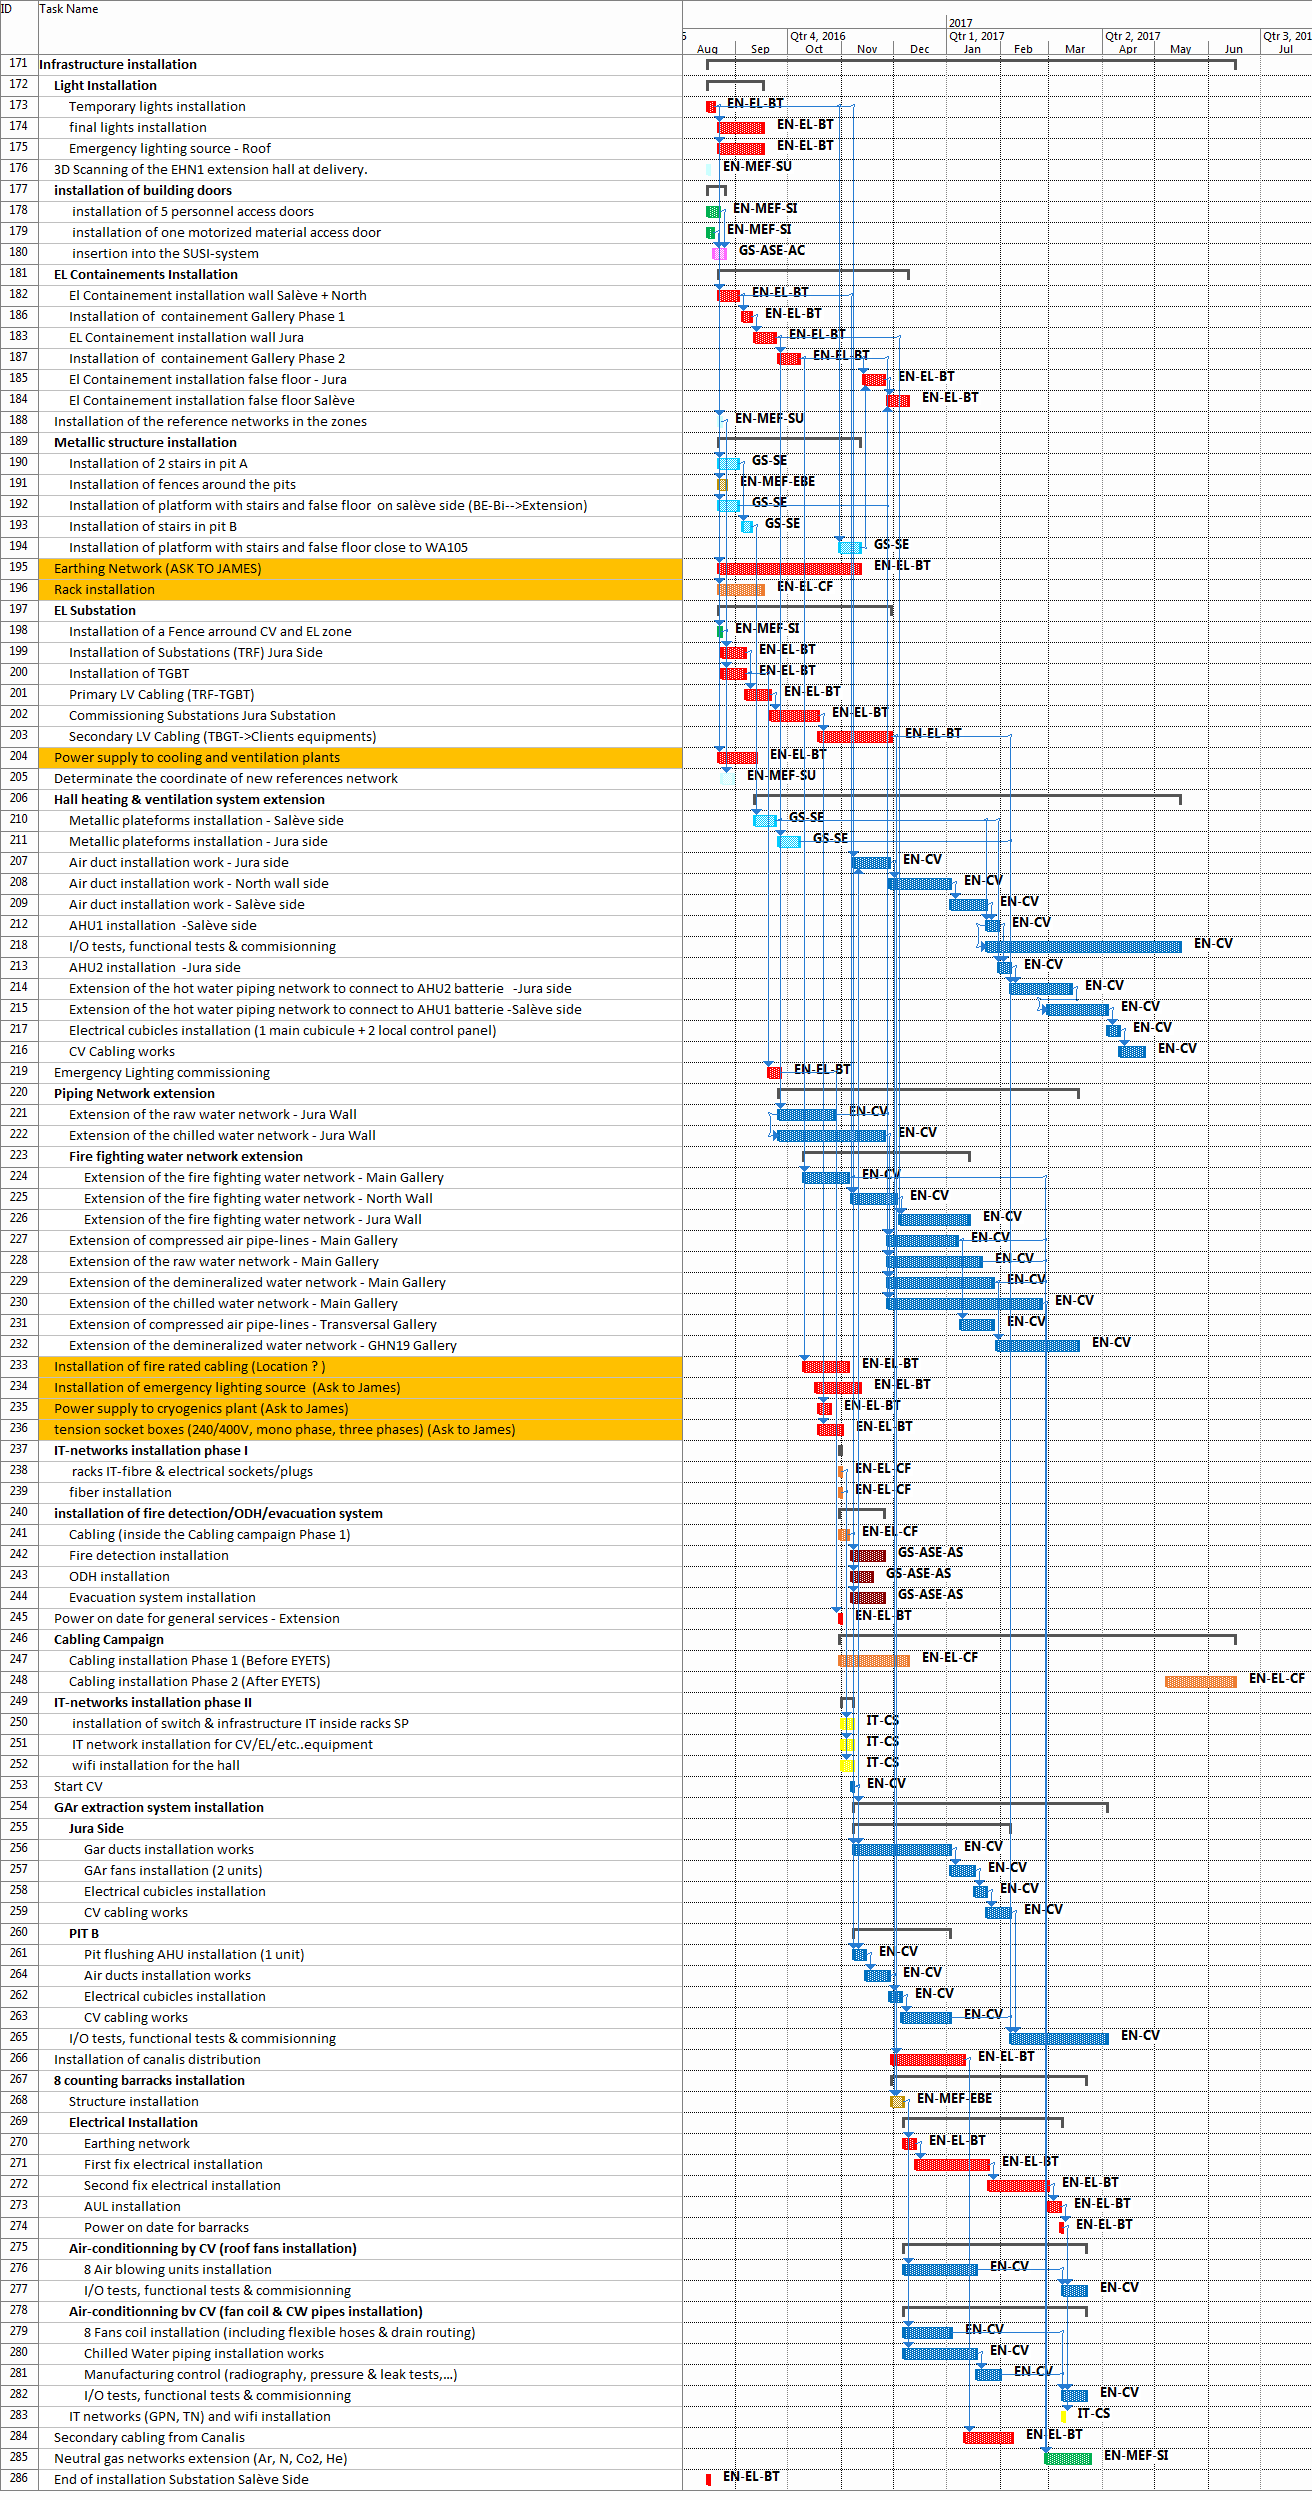 ID Task Name
2017
6 Qtr 4, 2016 Qtr 1, 2017 Qtr 2, 2017 Qtr 3, 201
Aug Sep Oct Nov Dec Jan Feb Mar Apr May Jun Jul
171 Infrastructure installation
172 Light Installation
173 Temporary lights installation EN-EL-BT
174 final lights installation EN-EL-BT
175 Emergency lighting source - Roof EN-EL-BT
176 3D Scanning of the EHN1 extension hall at delivery. EN-MEF-SU
177 installation of building doors
178 installation of 5 personnel access doors EN-MEF-SI
179 installation of one motorized material access door EN-MEF-SI
180 insertion into the SUSI-system GS-ASE-AC
181 EL Containements Installation
182 El Containement installation wall Salève + North EN-EL-BT
186 Installation of containement Gallery Phase 1 EN-EL-BT
183 EL Containement installation wall Jura EN-EL-BT
187 Installation of containement Gallery Phase 2 EN-EL-BT
185 El Containement installation false floor - Jura EN-EL-BT
184 El Containement installation false floor Salève EN-EL-BT
188 Installation of the reference networks in the zones EN-MEF-SU
189 Metallic structure installation
190 Installation of 2 stairs in pit A GS-SE
191 Installation of fences around the pits EN-MEF-EBE
192 Installation of platform with stairs and false floor on salève side (BE-Bi-->Extension) GS-SE
193 Installation of stairs in pit B GS-SE
194 Installation of platform with stairs and false floor close to WA105 GS-SE
195 Earthing Network (ASK TO JAMES) EN-EL-BT
196 Rack installation EN-EL-CF
197 EL Substation
198 Installation of a Fence arround CV and EL zone EN-MEF-SI
199 Installation of Substations (TRF) Jura Side EN-EL-BT
200 Installation of TGBT EN-EL-BT
201 Primary LV Cabling (TRF-TGBT) EN-EL-BT
202 Commissioning Substations Jura Substation EN-EL-BT
203 Secondary LV Cabling (TBGT->Clients equipments) EN-EL-BT
204 Power supply to cooling and ventilation plants EN-EL-BT
205 Determinate the coordinate of new references network EN-MEF-SU
206 Hall heating & ventilation system extension
210 Metallic plateforms installation - Salève side GS-SE
211 Metallic plateforms installation - Jura side GS-SE
207 Air duct installation work - Jura side EN-CV
208 Air duct installation work - North wall side EN-CV
209 Air duct installation work - Salève side EN-CV
212 AHU1 installation -Salève side EN-CV
218 I/O tests, functional tests & commisionning EN-CV
213 AHU2 installation -Jura side EN-CV
214 Extension of the hot water piping network to connect to AHU2 batterie -Jura side EN-CV
215 Extension of the hot water piping network to connect to AHU1 batterie -Salève side EN-CV
217 Electrical cubicles installation (1 main cubicule + 2 local control panel) EN-CV
216 CV Cabling works EN-CV
219 Emergency Lighting commissioning EN-EL-BT
220 Piping Network extension
221 Extension of the raw water network - Jura Wall EN-CV
222 Extension of the chilled water network - Jura Wall EN-CV
223 Fire fighting water network extension
224 Extension of the fire fighting water network - Main Gallery EN-CV
225 Extension of the fire fighting water network - North Wall EN-CV
226 Extension of the fire fighting water network - Jura Wall EN-CV
227 Extension of compressed air pipe-lines - Main Gallery EN-CV
228 Extension of the raw water network - Main Gallery EN-CV
229 Extension of the demineralized water network - Main Gallery EN-CV
230 Extension of the chilled water network - Main Gallery EN-CV
231 Extension of compressed air pipe-lines - Transversal Gallery EN-CV
232 Extension of the demineralized water network - GHN19 Gallery EN-CV
233 Installation of fire rated cabling (Location ? ) EN-EL-BT
234 Installation of emergency lighting source (Ask to James) EN-EL-BT
235 Power supply to cryogenics plant (Ask to James) EN-EL-BT
236 tension socket boxes (240/400V, mono phase, three phases) (Ask to James) EN-EL-BT
237 IT-networks installation phase I
238 racks IT-fibre & electrical sockets/plugs EN-EL-CF
239 fiber installation EN-EL-CF
240 installation of fire detection/ODH/evacuation system
241 Cabling (inside the Cabling campaign Phase 1) EN-EL-CF
242 Fire detection installation GS-ASE-AS
243 ODH installation GS-ASE-AS
244 Evacuation system installation GS-ASE-AS
245 Power on date for general services - Extension EN-EL-BT
246 Cabling Campaign
247 Cabling installation Phase 1 (Before EYETS) EN-EL-CF
248 Cabling installation Phase 2 (After EYETS) EN-EL-CF
249 IT-networks installation phase II
250 installation of switch & infrastructure IT inside racks SP IT-CS
251 IT network installation for CV/EL/etc..equipment IT-CS
252 wifi installation for the hall IT-CS
253 Start CV EN-CV
254 GAr extraction system installation
255 Jura Side
256 Gar ducts installation works EN-CV
257 GAr fans installation (2 units) EN-CV
258 Electrical cubicles installation EN-CV
259 CV cabling works EN-CV
260 PIT B
261 Pit flushing AHU installation (1 unit) EN-CV
264 Air ducts installation works EN-CV
262 Electrical cubicles installation EN-CV
263 CV cabling works EN-CV
265 I/O tests, functional tests & commisionning EN-CV
266 Installation of canalis distribution EN-EL-BT
267 8 counting barracks installation
268 Structure installation EN-MEF-EBE
269 Electrical Installation
270 Earthing network EN-EL-BT
271 First fix electrical installation EN-EL-BT
272 Second fix electrical installation EN-EL-BT
273 AUL installation EN-EL-BT
274 Power on date for barracks EN-EL-BT
275 Air-conditionning by CV (roof fans installation)
276 8 Air blowing units installation EN-CV
277 I/O tests, functional tests & commisionning EN-CV
278 Air-conditionning bv CV (fan coil & CW pipes installation)
279 8 Fans coil installation (including flexible hoses & drain routing) EN-CV
280 Chilled Water piping installation works EN-CV
281 Manufacturing control (radiography, pressure & leak tests,...) EN-CV
282 I/O tests, functional tests & commisionning EN-CV
283 IT networks (GPN, TN) and wifi installation IT-CS
284 Secondary cabling from Canalis EN-EL-BT
285 Neutral gas networks extension (Ar, N, Co2, He) EN-MEF-SI
286 End of installation Substation Salève Side EN-EL-BT